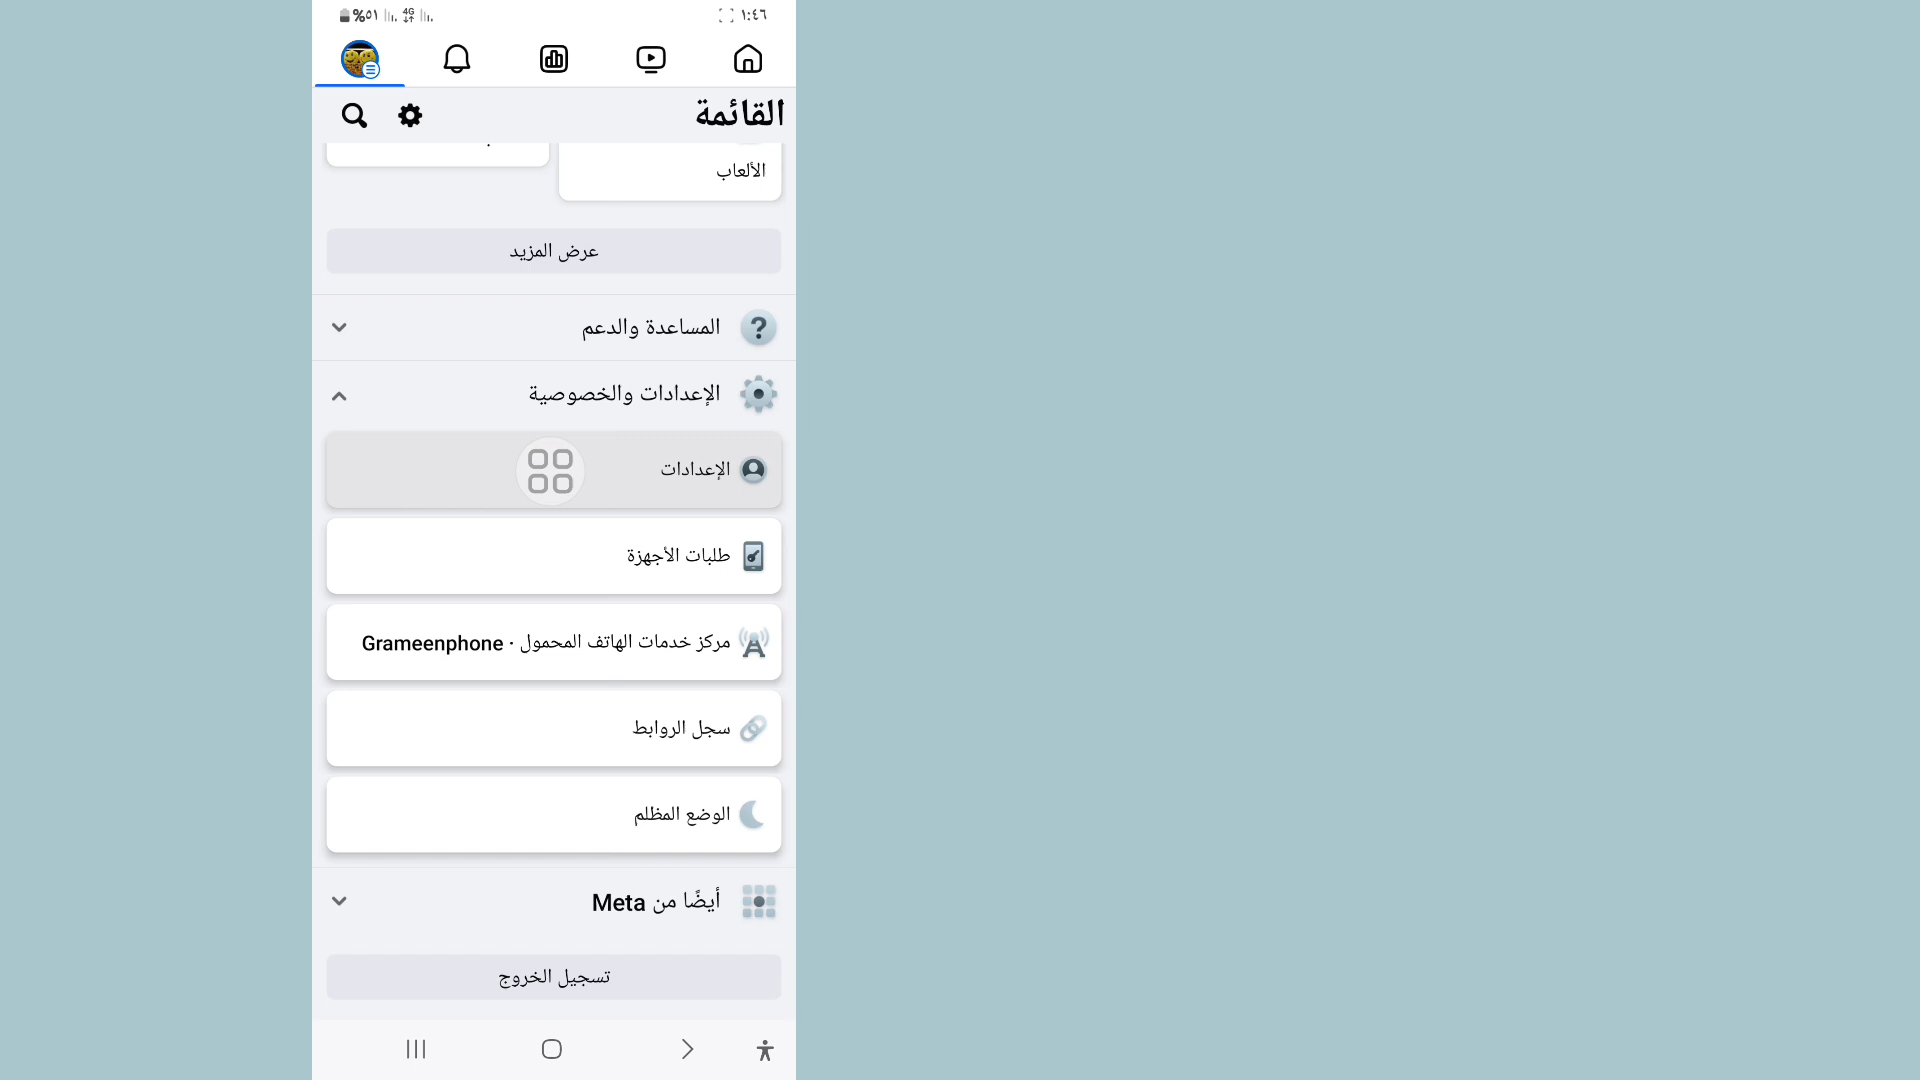 ١:٤٦
4G %٥١
القائمة
الألعاب
عرض المزيد
المساعدة والدعم
الإعدادات والخصوصية
الإعدادات
طلبات الأجهزة
مركز خدمات الهاتف المحمول · Grameenphone
سجل الروابط
الوضع المظلم
أيضًا من Meta
تسجيل الخروج